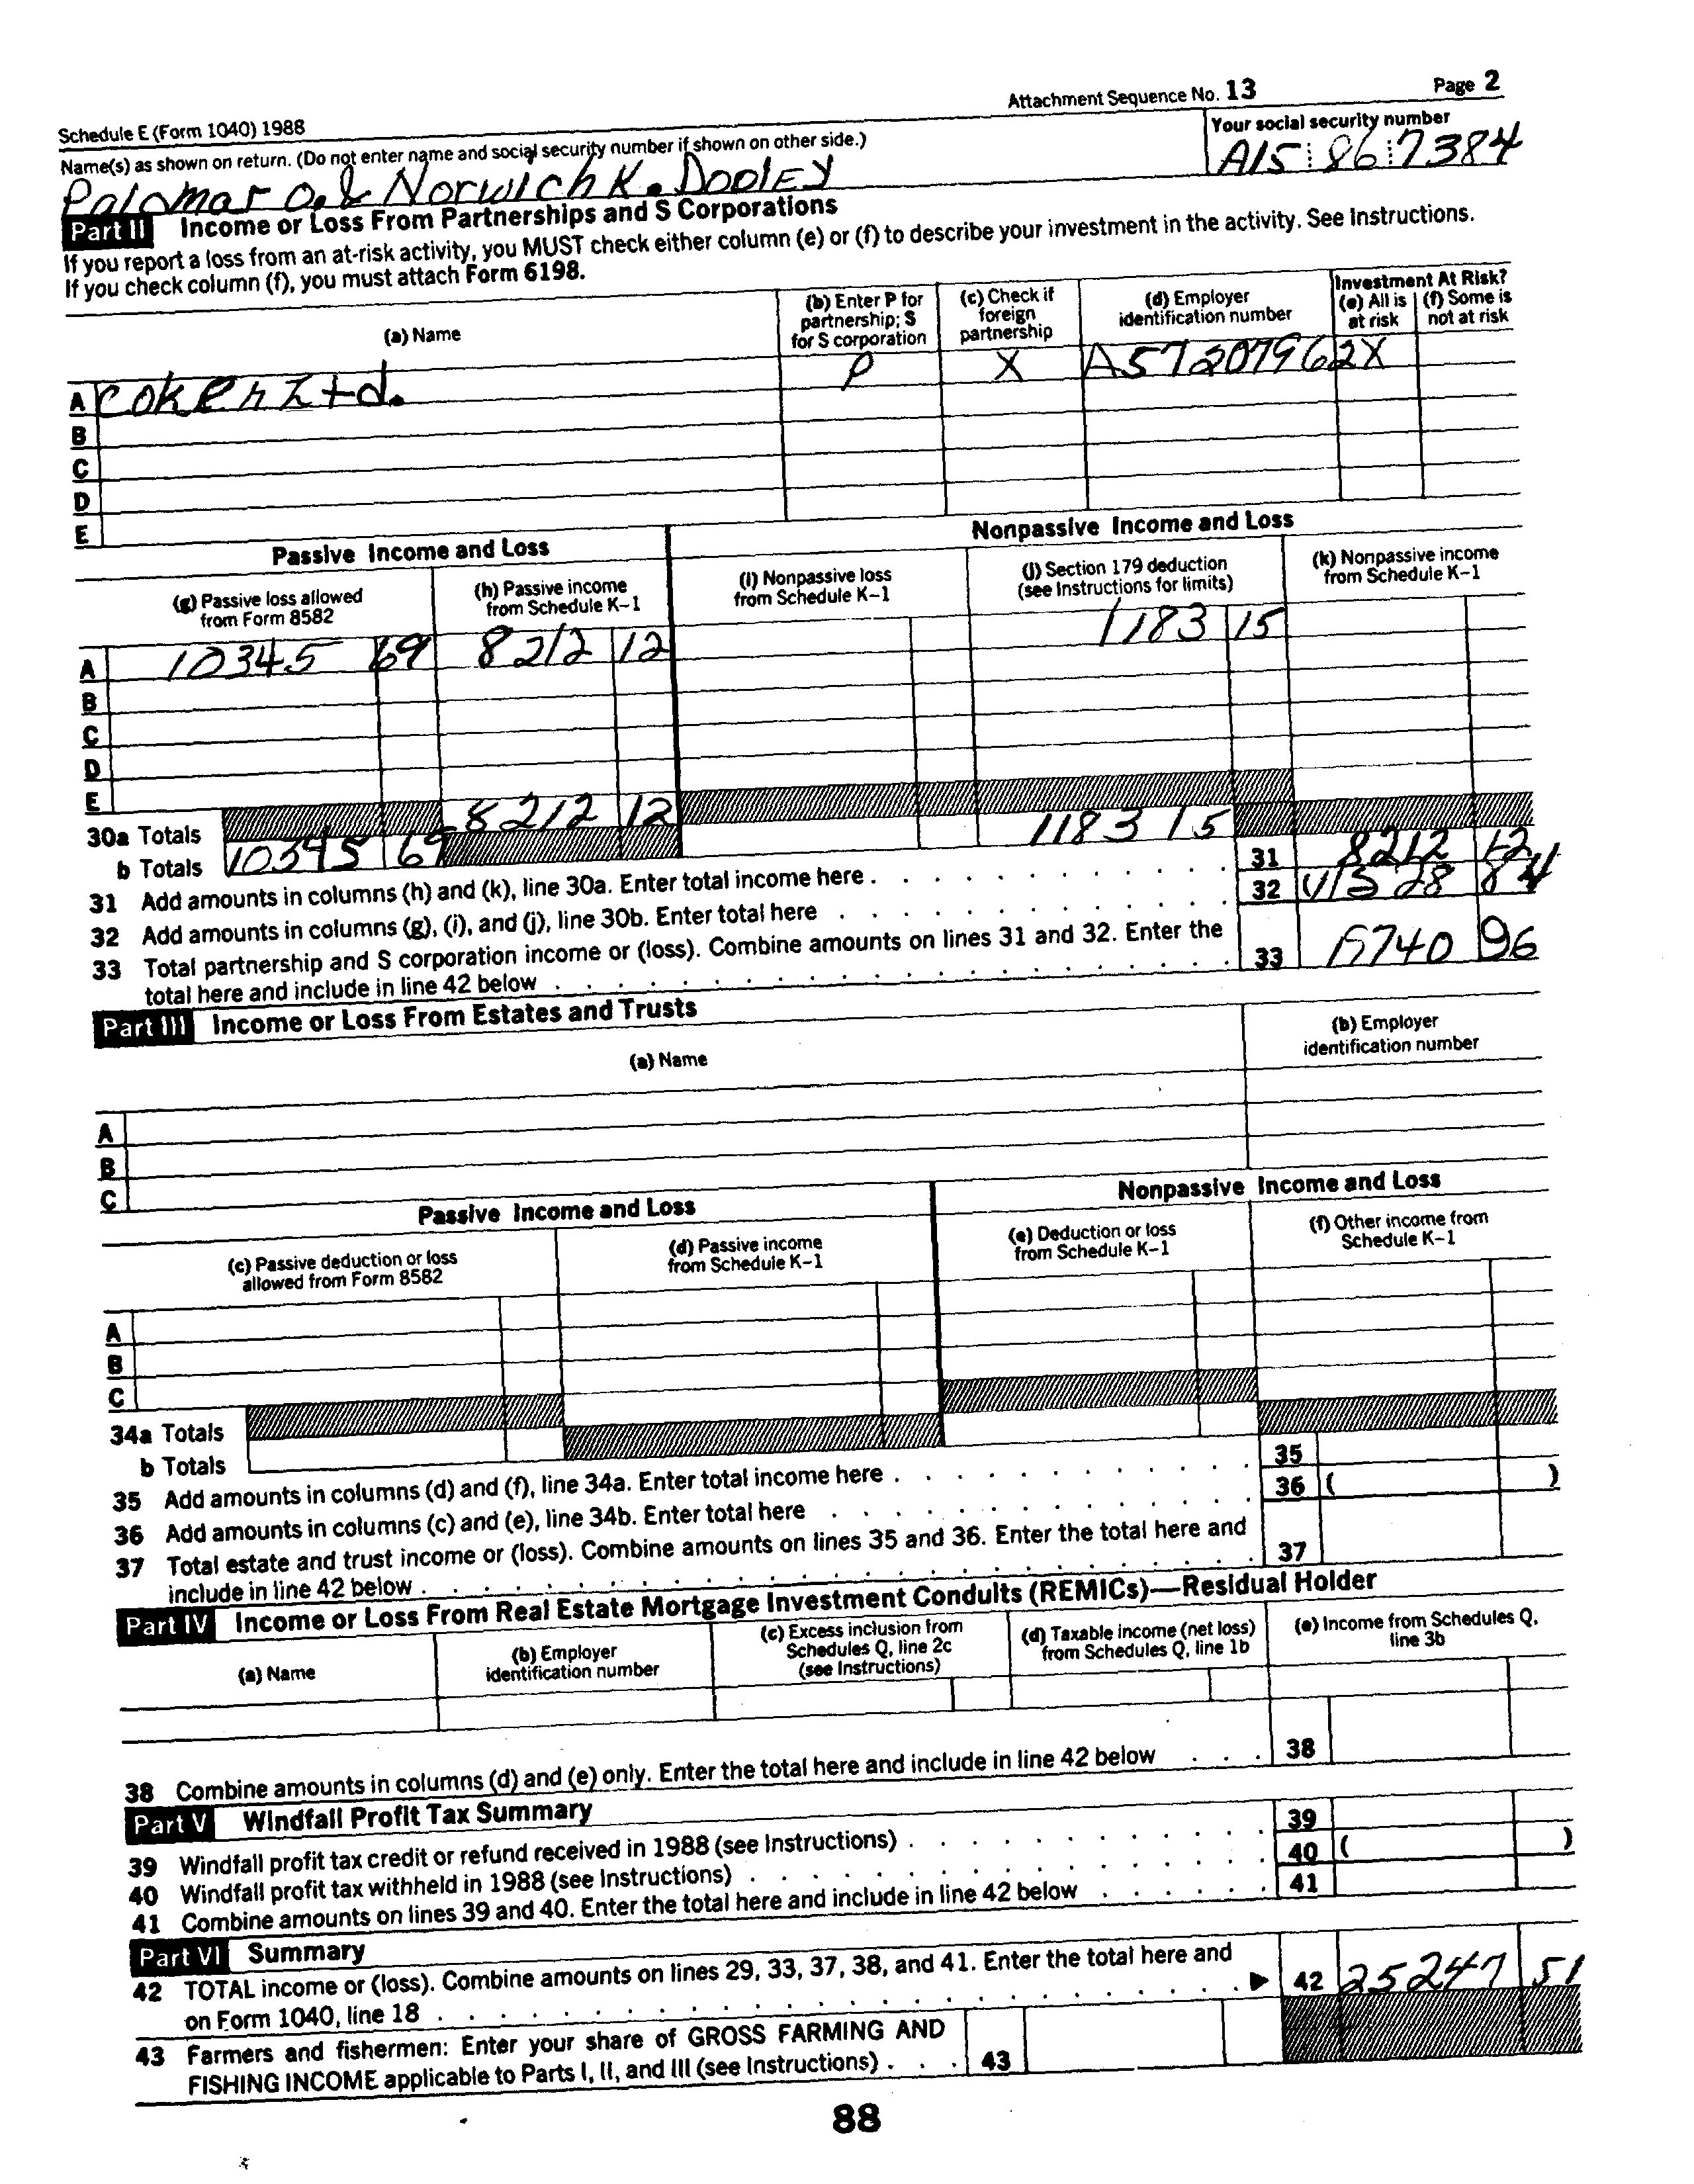 Schedule E (Form 1040) 1988
Attachment Sequence No. 13
Page 2
Name(s) as shown on return. (Do not enter name and social security number if shown on other side.)
Your social security number
Palomar O. & Norwich K. Dooley
A15 86 7384
Part II Income or Loss From Partnerships and S Corporations
If you report a loss from an at-risk activity, you MUST check either column (e) or (f) to describe your investment in the activity. See Instructions.
If you check column (f), you must attach Form 6198.
(a) Name
(b) Enter P for partnership; S for S corporation
(c) Check if foreign partnership
(d) Employer identification number
Investment At Risk?
(e) All is at risk
(f) Some is not at risk
A Coken Ltd. P X A57207962 X
B
C
D
E
Passive Income and Loss
Nonpassive Income and Loss
(g) Passive loss allowed from Form 8582
(h) Passive income from Schedule K-1
(i) Nonpassive loss from Schedule K-1
(j) Section 179 deduction (see Instructions for limits)
(k) Nonpassive income from Schedule K-1
A 10345 69 8212 12 1183 15
B
C
D
E
30a Totals 8212 12
b Totals 10345 69 1183 15
31 Add amounts in columns (h) and (k), line 30a. Enter total income here . 31 8212 12
32 Add amounts in columns (g), (i), and (j), line 30b. Enter total here . 32 (11528 84
33 Total partnership and S corporation income or (loss). Combine amounts on lines 31 and 32. Enter the
total here and include in line 42 below . 33 96
Part III Income or Loss From Estates and Trusts
(a) Name
(b) Employer identification number
A
B
C
Passive Income and Loss
Nonpassive Income and Loss
(c) Passive deduction or loss allowed from Form 8582
(d) Passive income from Schedule K-1
(e) Deduction or loss from Schedule K-1
(f) Other income from Schedule K-1
A
B
C
34a Totals
b Totals
35 Add amounts in columns (d) and (f), line 34a. Enter total income here . 35
36 Add amounts in columns (c) and (e), line 34b. Enter total here . 36 ( )
37 Total estate and trust income or (loss). Combine amounts on lines 35 and 36. Enter the total here and
include in line 42 below . 37
Part IV Income or Loss From Real Estate Mortgage Investment Conduits (REMICs)—Residual Holder
(a) Name
(b) Employer identification number
(c) Excess inclusion from Schedules Q, line 2c (see Instructions)
(d) Taxable income (net loss) from Schedules Q, line 1b
(e) Income from Schedules Q, line 3b
38 Combine amounts in columns (d) and (e) only. Enter the total here and include in line 42 below . . . 38
Part V Windfall Profit Tax Summary
39 Windfall profit tax credit or refund received in 1988 (see Instructions) . 39
40 Windfall profit tax withheld in 1988 (see Instructions) . 40 ( )
41 Combine amounts on lines 39 and 40. Enter the total here and include in line 42 below . 41
Part VI Summary
42 TOTAL income or (loss). Combine amounts on lines 29, 33, 37, 38, and 41. Enter the total here and
on Form 1040, line 18 . ▶ 42 25247 51
43 Farmers and fishermen: Enter your share of GROSS FARMING AND
FISHING INCOME applicable to Parts I, II, and III (see Instructions) . . . 43
88